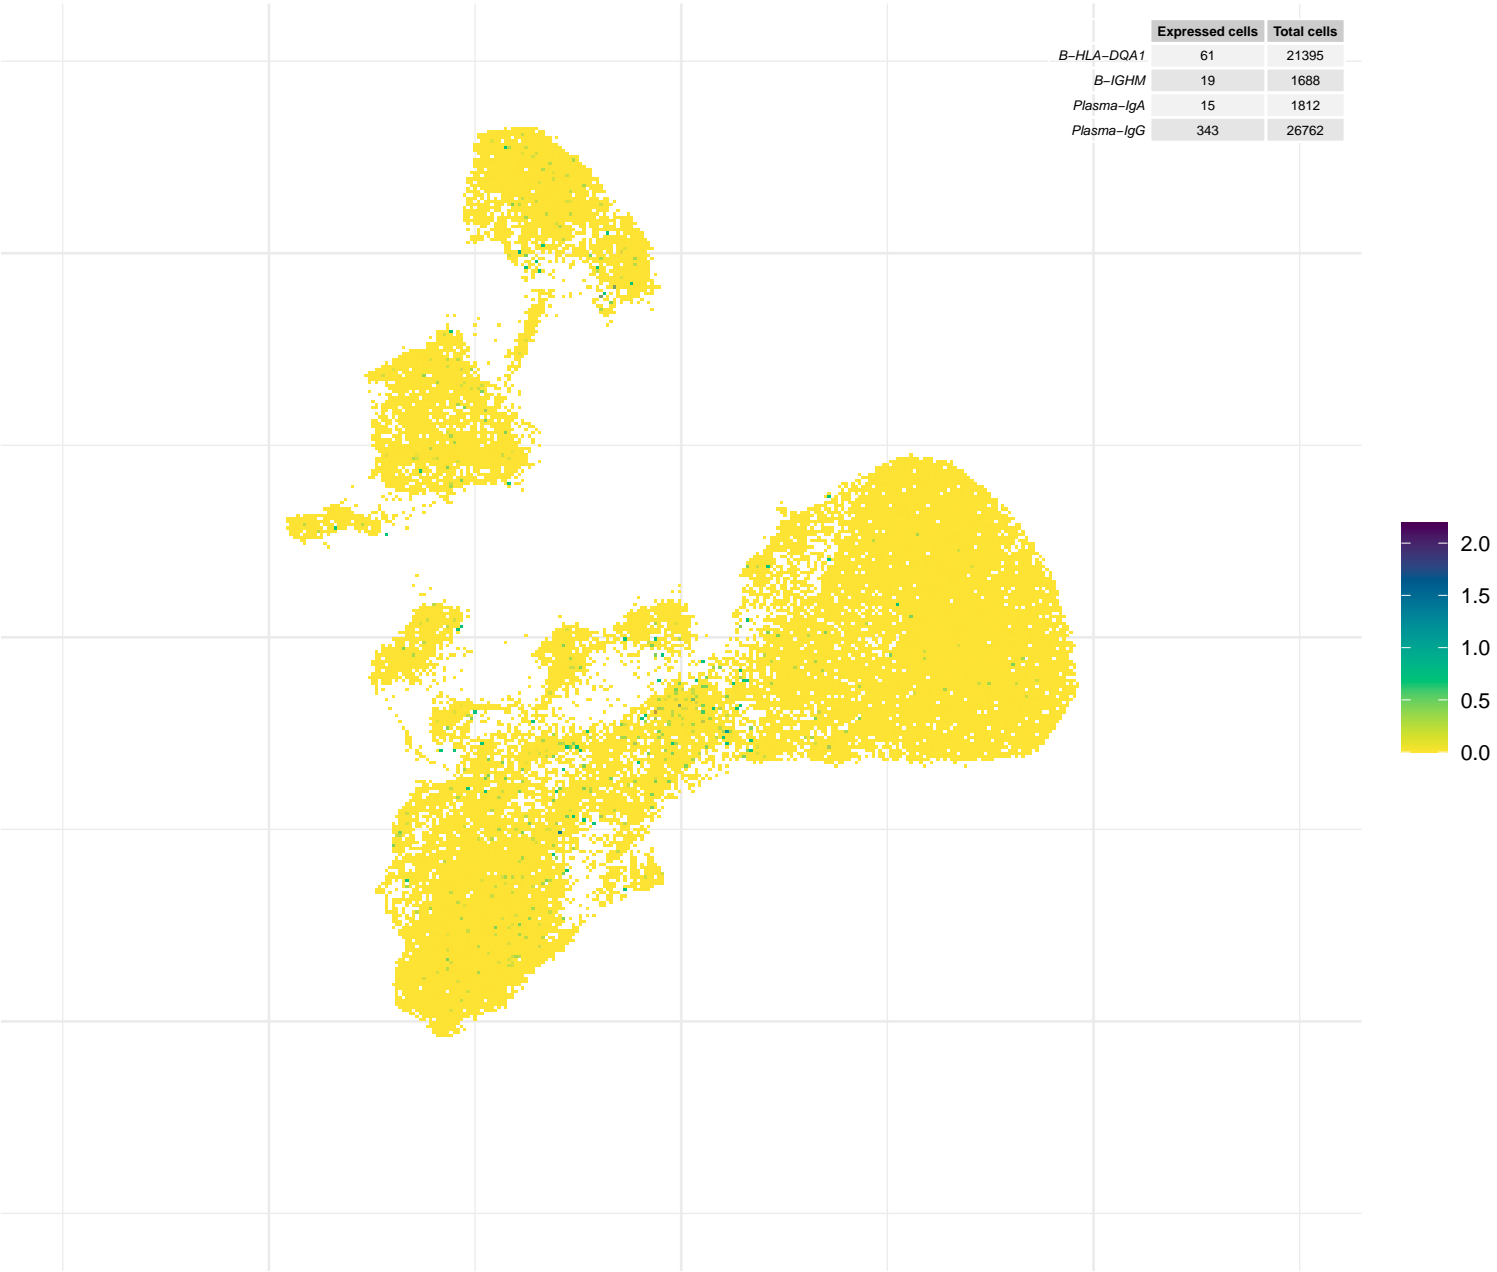 Expressed cells Total cells
B−HLA−DQA1 61 21395
B−IGHM 19 1688
Plasma−IgA 15 1812
Plasma−IgG 343 26762
2.0
1.5
1.0
0.5
0.0